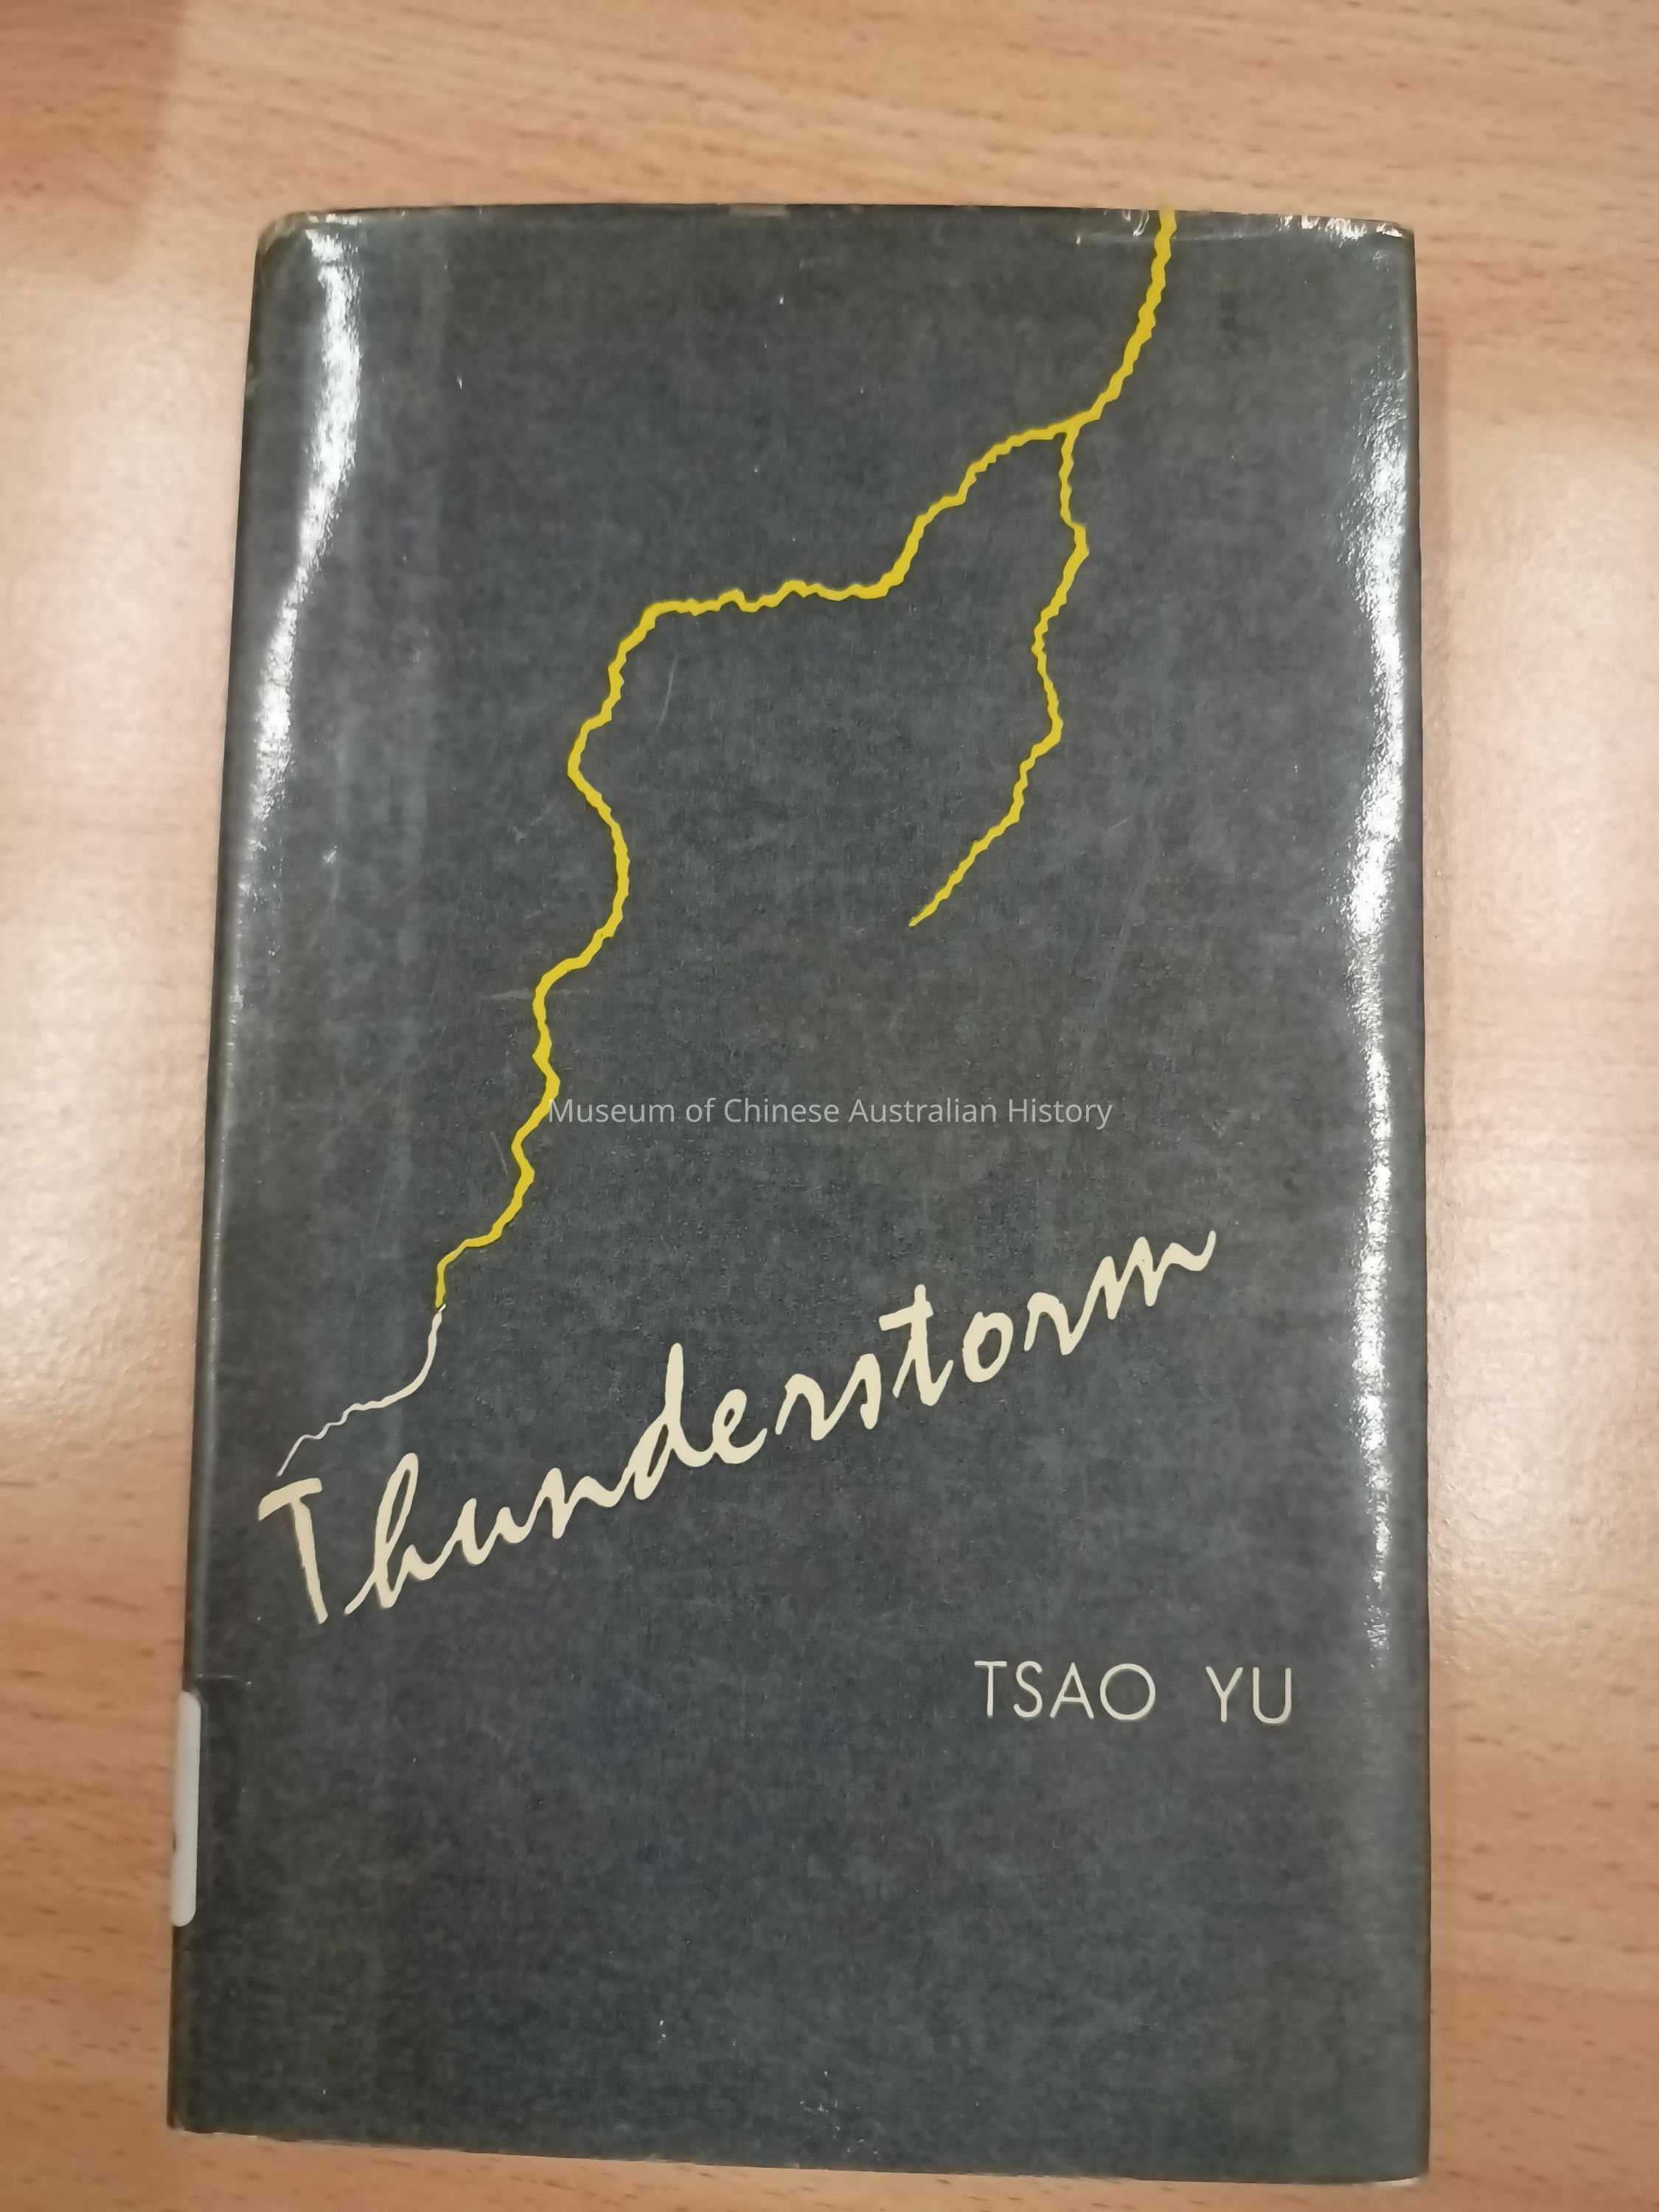 Museum of Chinese Australian History
Thunderstorm
TSAO YU